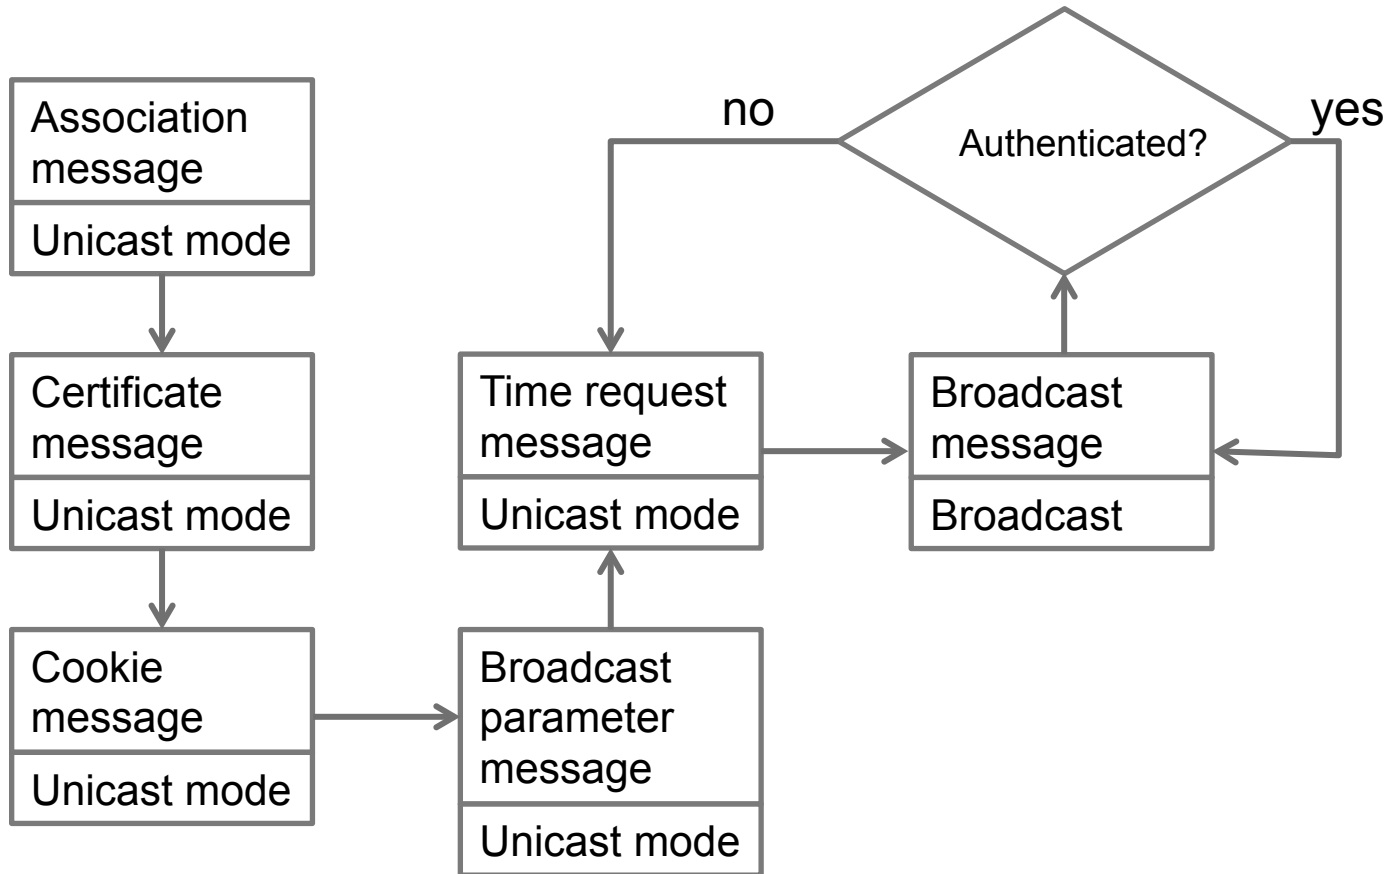 Association
message
Unicast mode
Certificate
message
Unicast mode
Cookie
message
Unicast mode
Broadcast
parameter
message
Unicast mode
Time request
message
Unicast mode
Broadcast
message
Broadcast
Authenticated?
no
yes